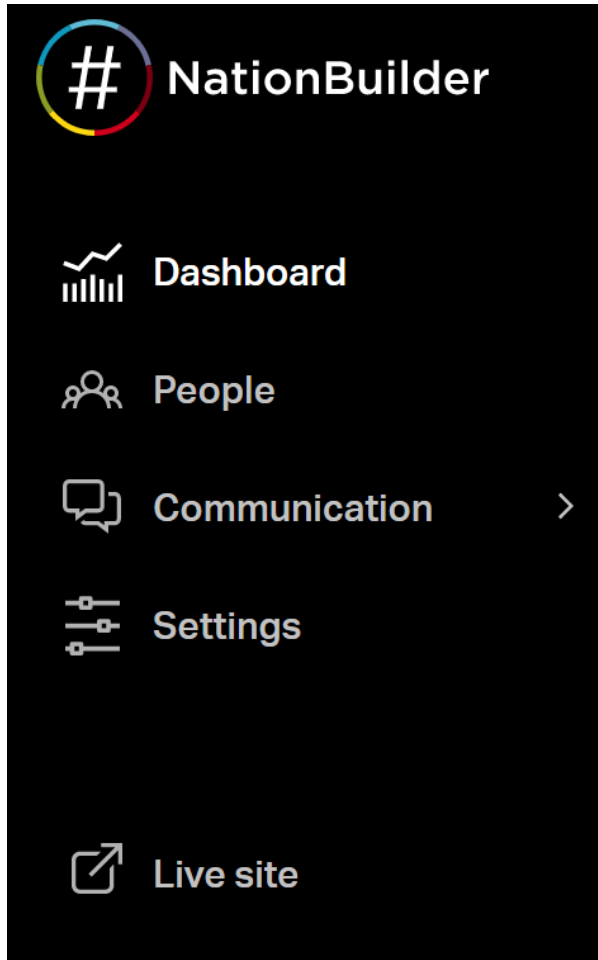 # NationBuilder
Dashboard
People
Communication
Settings
Live site